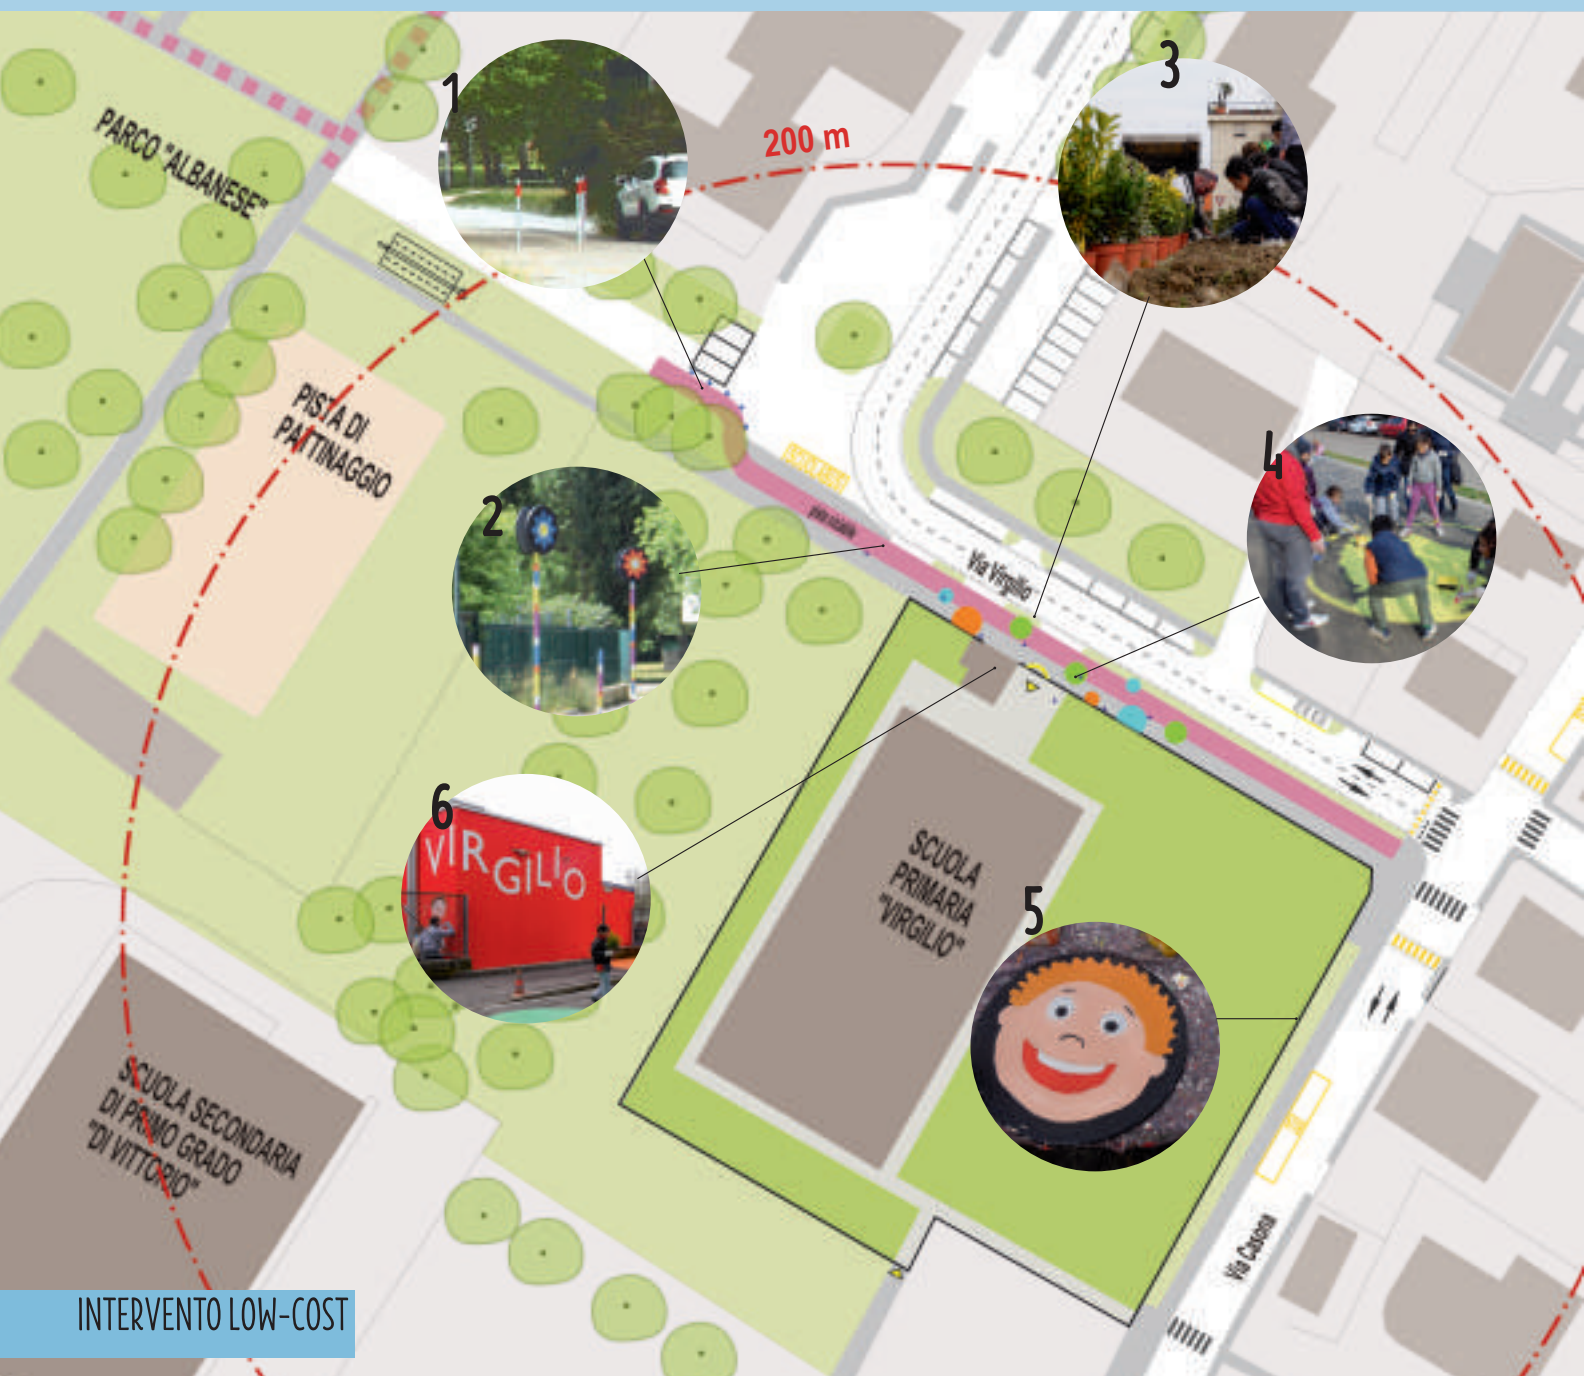 1
3
200 m
PARCO "ALBANESE"
PISTA DI
PATTINAGGIO
4
2
Via Virgilio
6
VIRGILIO
SCUOLA
PRIMARIA
"VIRGILIO"
5
SCUOLA SECONDARIA
DI PRIMO GRADO
"DI VITTORIO"
Via Casona
INTERVENTO LOW-COST